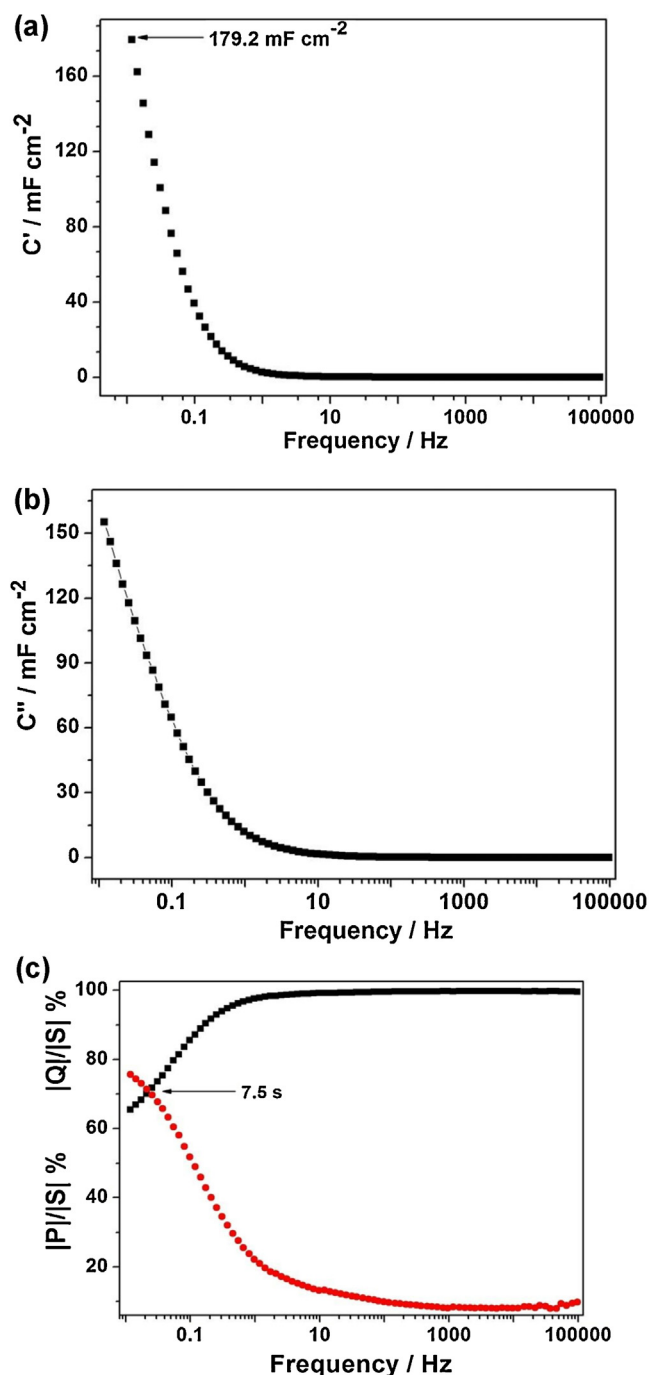 (a)
179.2 mF cm⁻²
160
120
80
40
0
C' / mF cm⁻²
0.1 10 1000 100000
Frequency / Hz
(b)
150
120
90
60
30
0
C" / mF cm⁻²
0.1 10 1000 100000
Frequency / Hz
(c)
100
80
60
40
20
|P|/|S| % |Q|/|S| %
7.5 s
0.1 10 1000 100000
Frequency / Hz